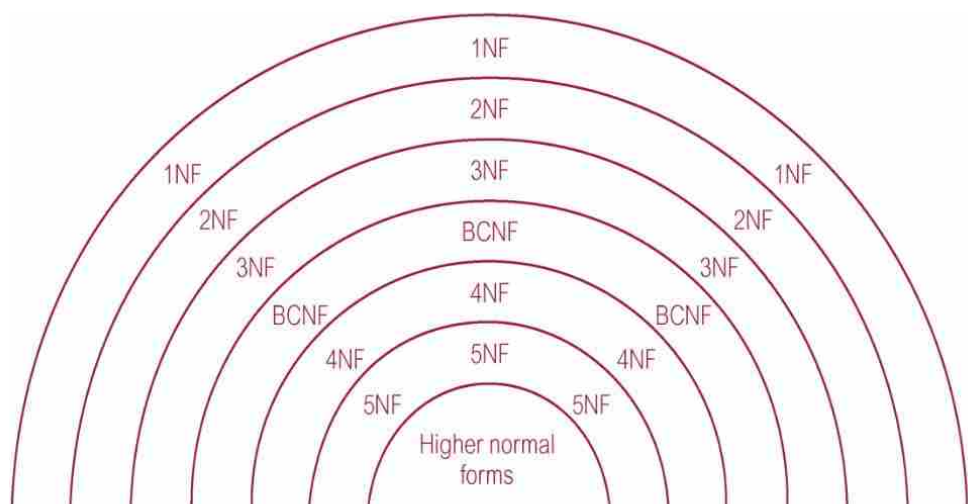 1NF
2NF
1NF
3NF
1NF
2NF
2NF
BCNF
3NF
3NF
4NF
BCNF
BCNF
5NF
4NF
4NF
5NF
5NF
Higher normal
forms